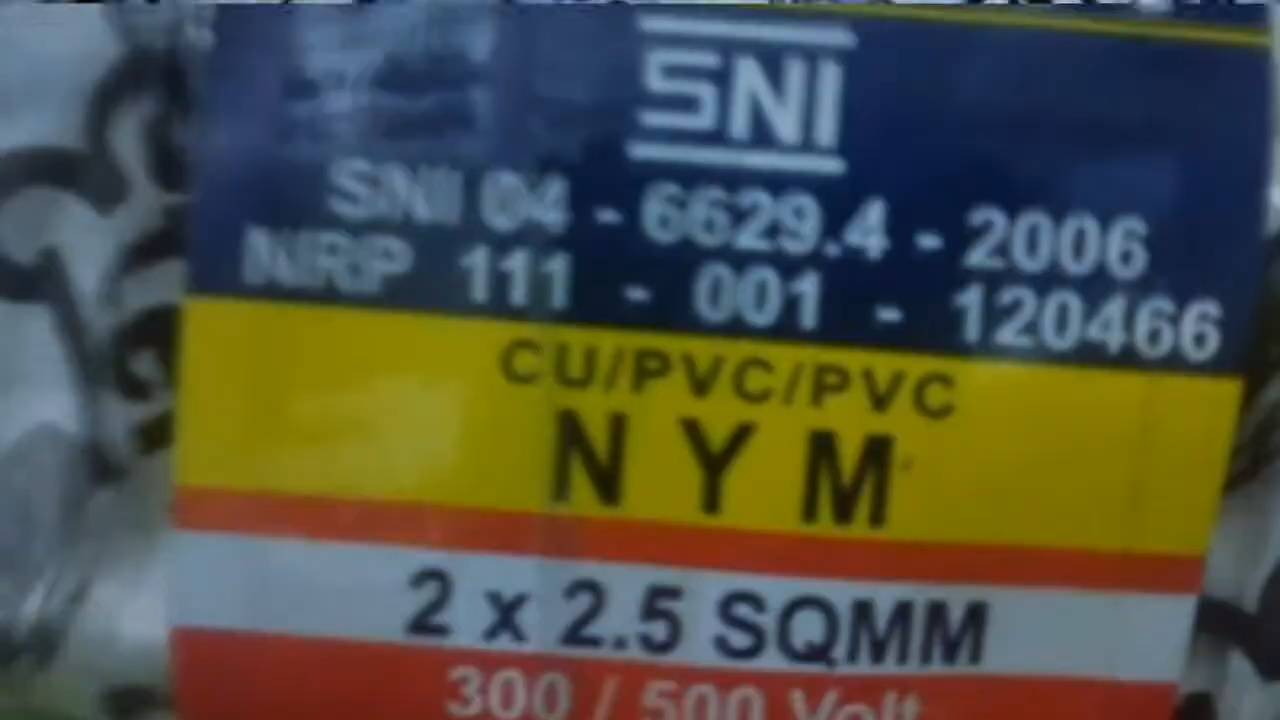 SNI
SNI 04 - 6629.4 - 2006
NRP 111 - 001 - 120466
CU/PVC/PVC
NYM
2 x 2.5 SQMM
300 / 500 Volt